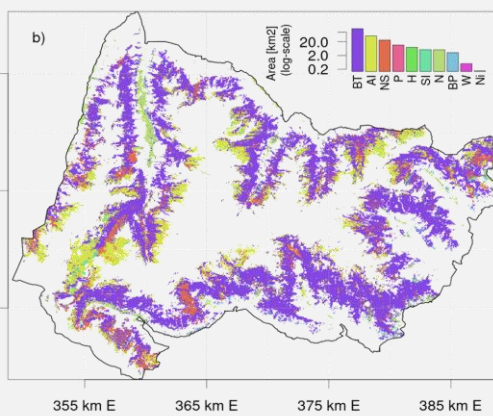 b)
Area [km2]
(log-scale)
20.0
2.0
0.2
BT
Al
NS
P
H
SI
N
BP
W
Ni
355 km E
365 km E
375 km E
385 km E